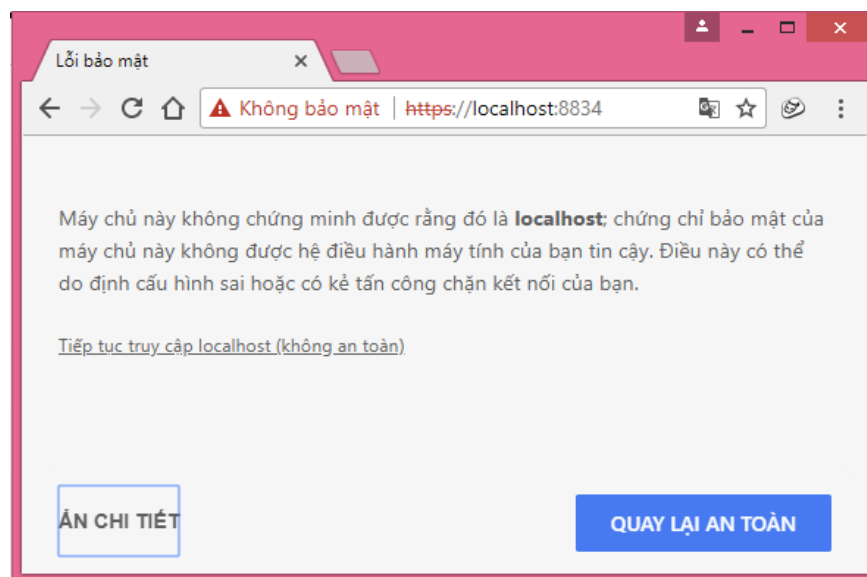 Lỗi bảo mật
Không bảo mật | https://localhost:8834
Máy chủ này không chứng minh được rằng đó là localhost; chứng chỉ bảo mật của
máy chủ này không được hệ điều hành máy tính của bạn tin cậy. Điều này có thể
do định cấu hình sai hoặc có kẻ tấn công chặn kết nối của bạn.
Tiếp tục truy cập localhost (không an toàn)
ẨN CHI TIẾT
QUAY LẠI AN TOÀN